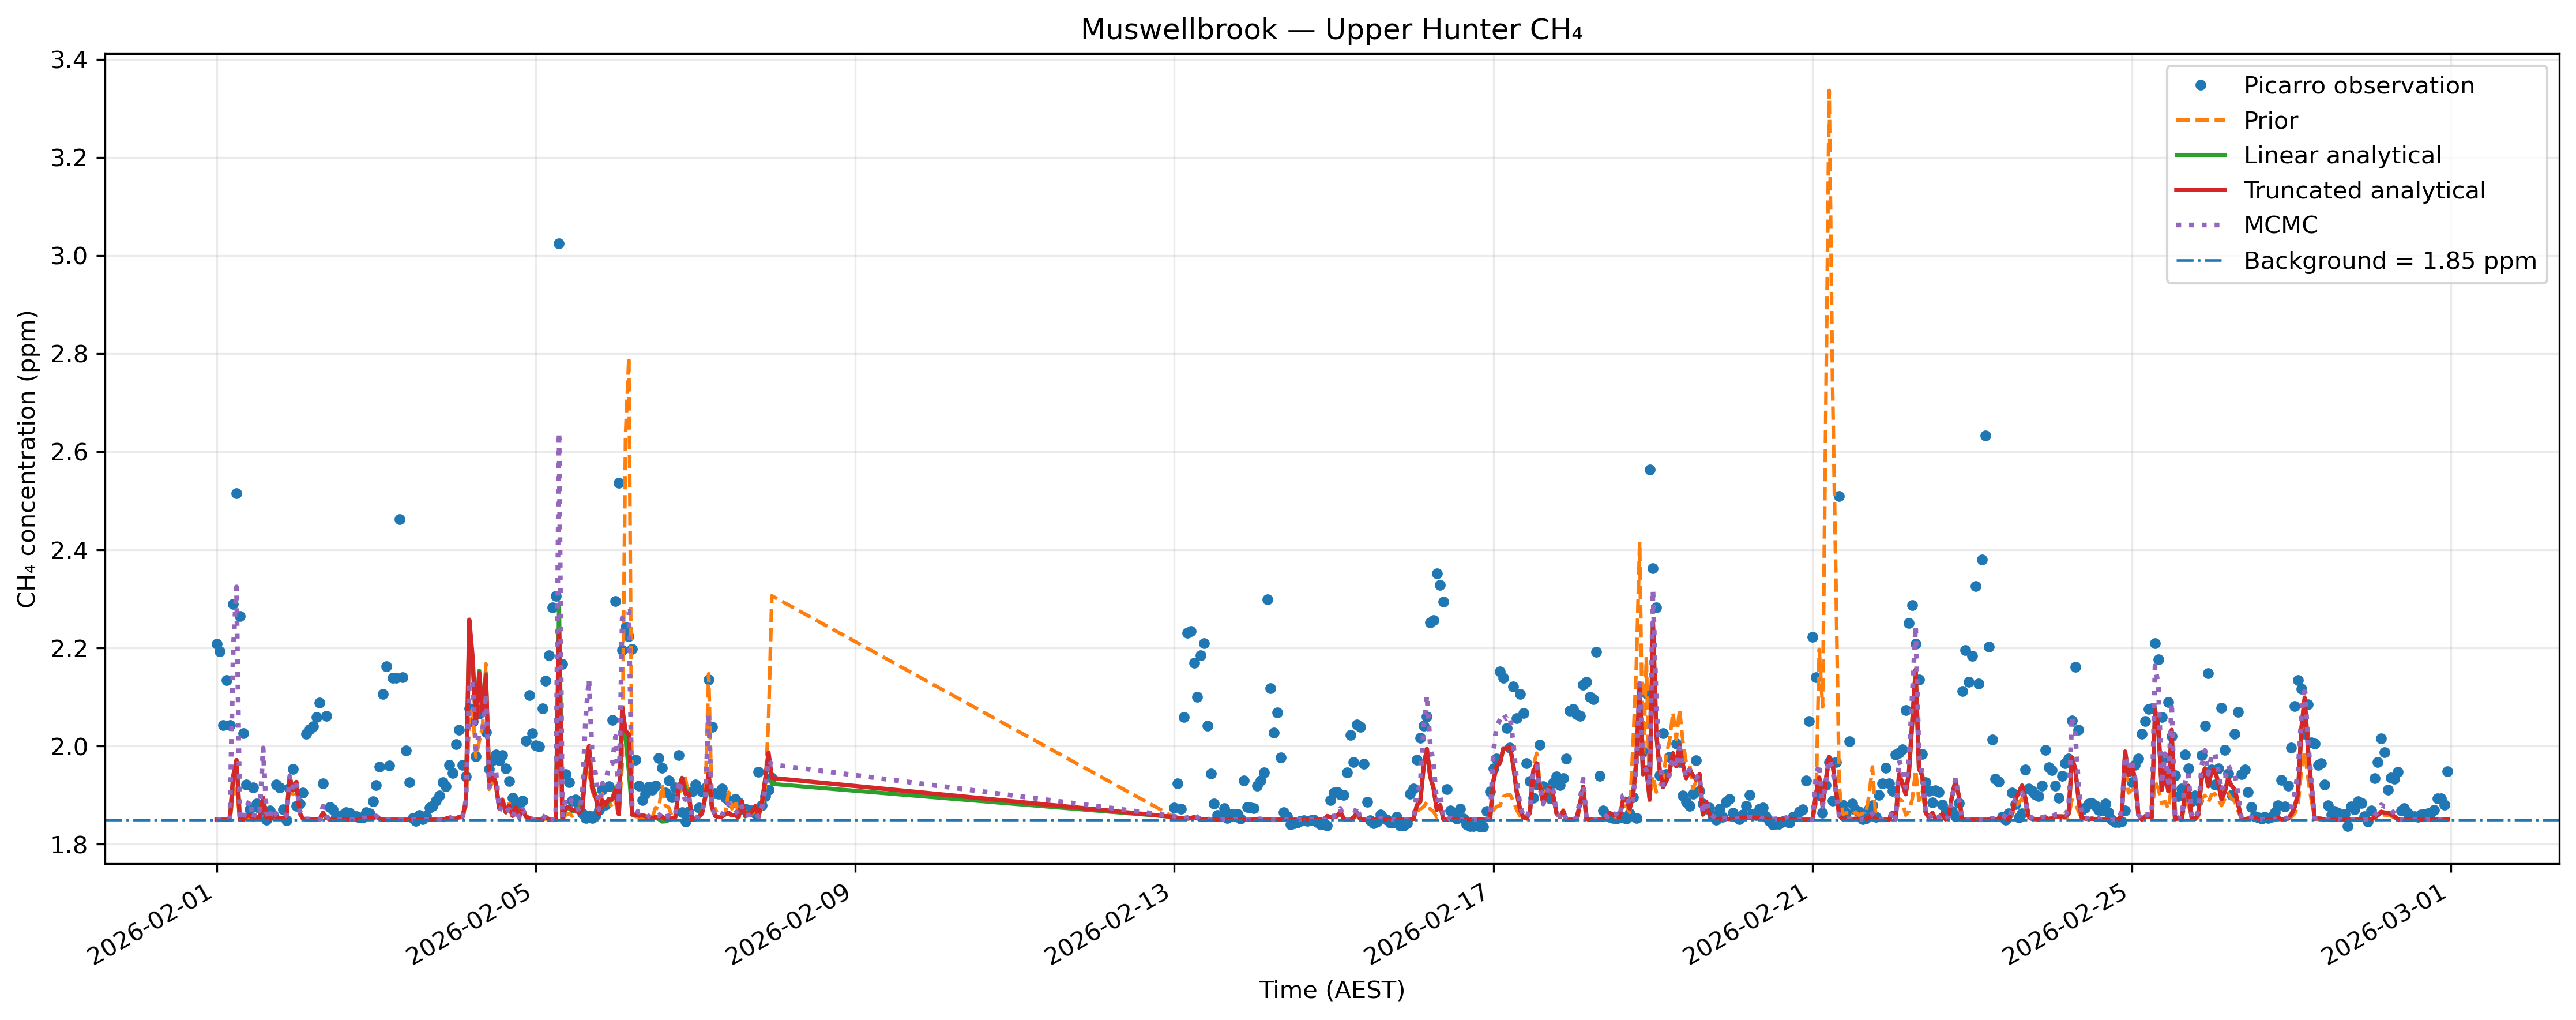 Muswellbrook — Upper Hunter CH₄
CH₄ concentration (ppm)
3.4
3.2
3.0
2.8
2.6
2.4
2.2
2.0
1.8
Picarro observation
Prior
Linear analytical
Truncated analytical
MCMC
Background = 1.85 ppm
2026-02-01
2026-02-05
2026-02-09
2026-02-13
2026-02-17
2026-02-21
2026-02-25
2026-03-01
Time (AEST)